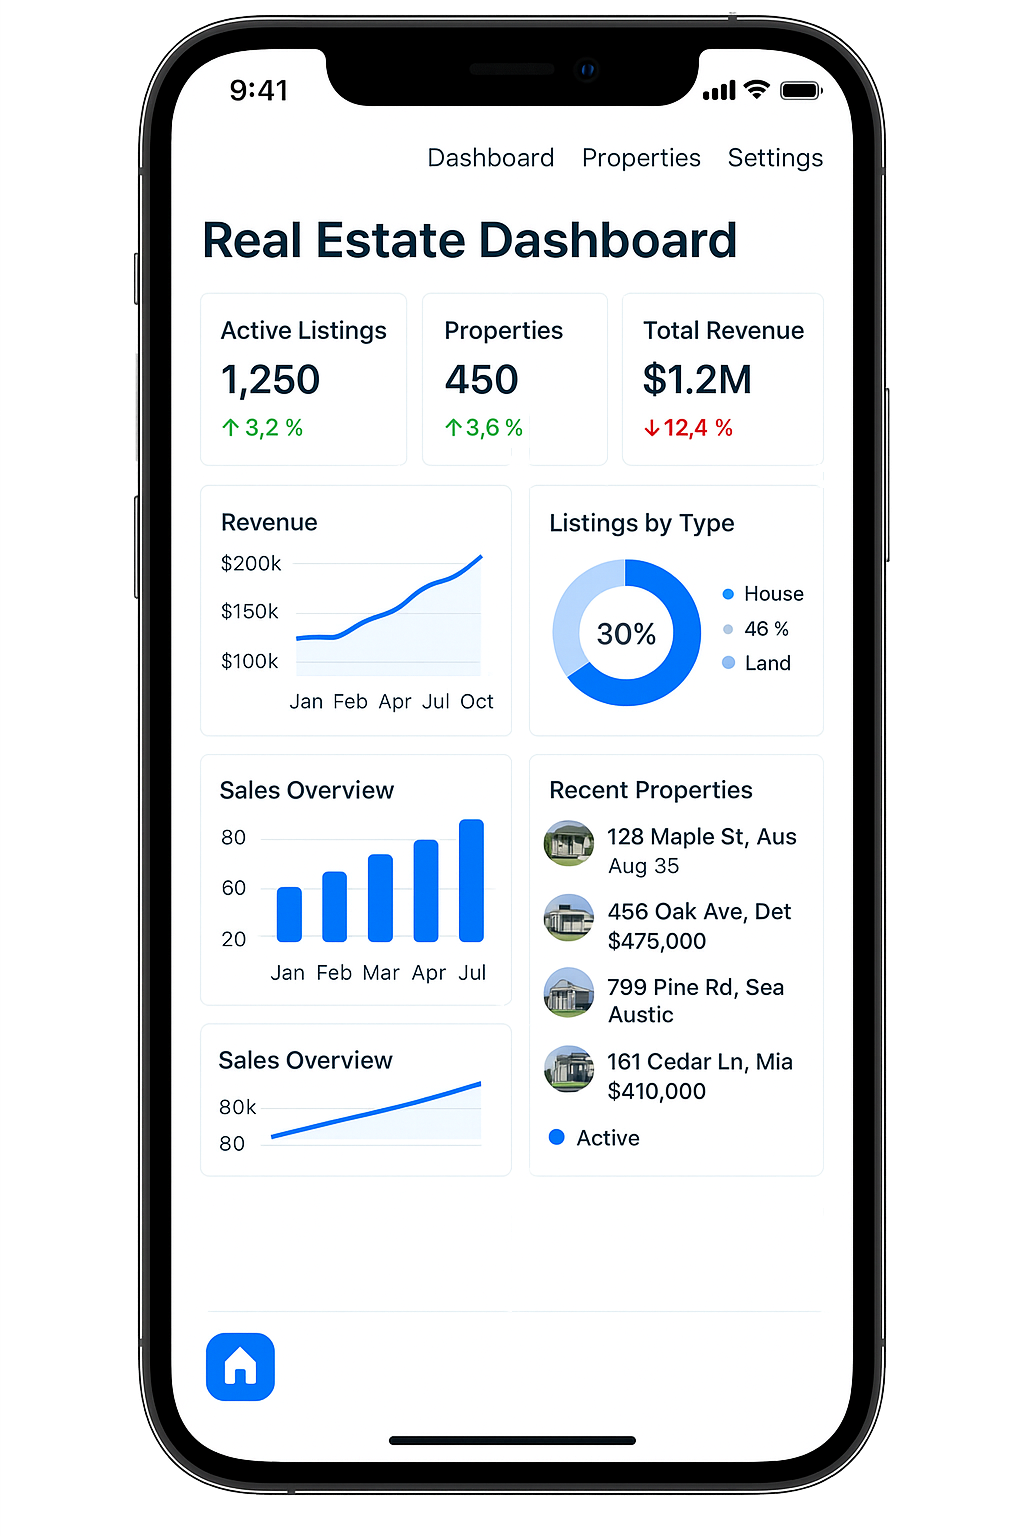 9:41
Dashboard Properties Settings
Real Estate Dashboard
Active Listings
1,250
↑ 3,2 %
Properties
450
↑ 3,6 %
Total Revenue
$1.2M
↓ 12,4 %
Revenue
$200k
$150k
$100k
Jan Feb Apr Jul Oct
Listings by Type
30%
House
46 %
Land
Sales Overview
80
60
20
Jan Feb Mar Apr Jul
Sales Overview
80k
80
Recent Properties
128 Maple St, Aus
Aug 35
456 Oak Ave, Det
$475,000
799 Pine Rd, Sea
Austic
161 Cedar Ln, Mia
$410,000
Active